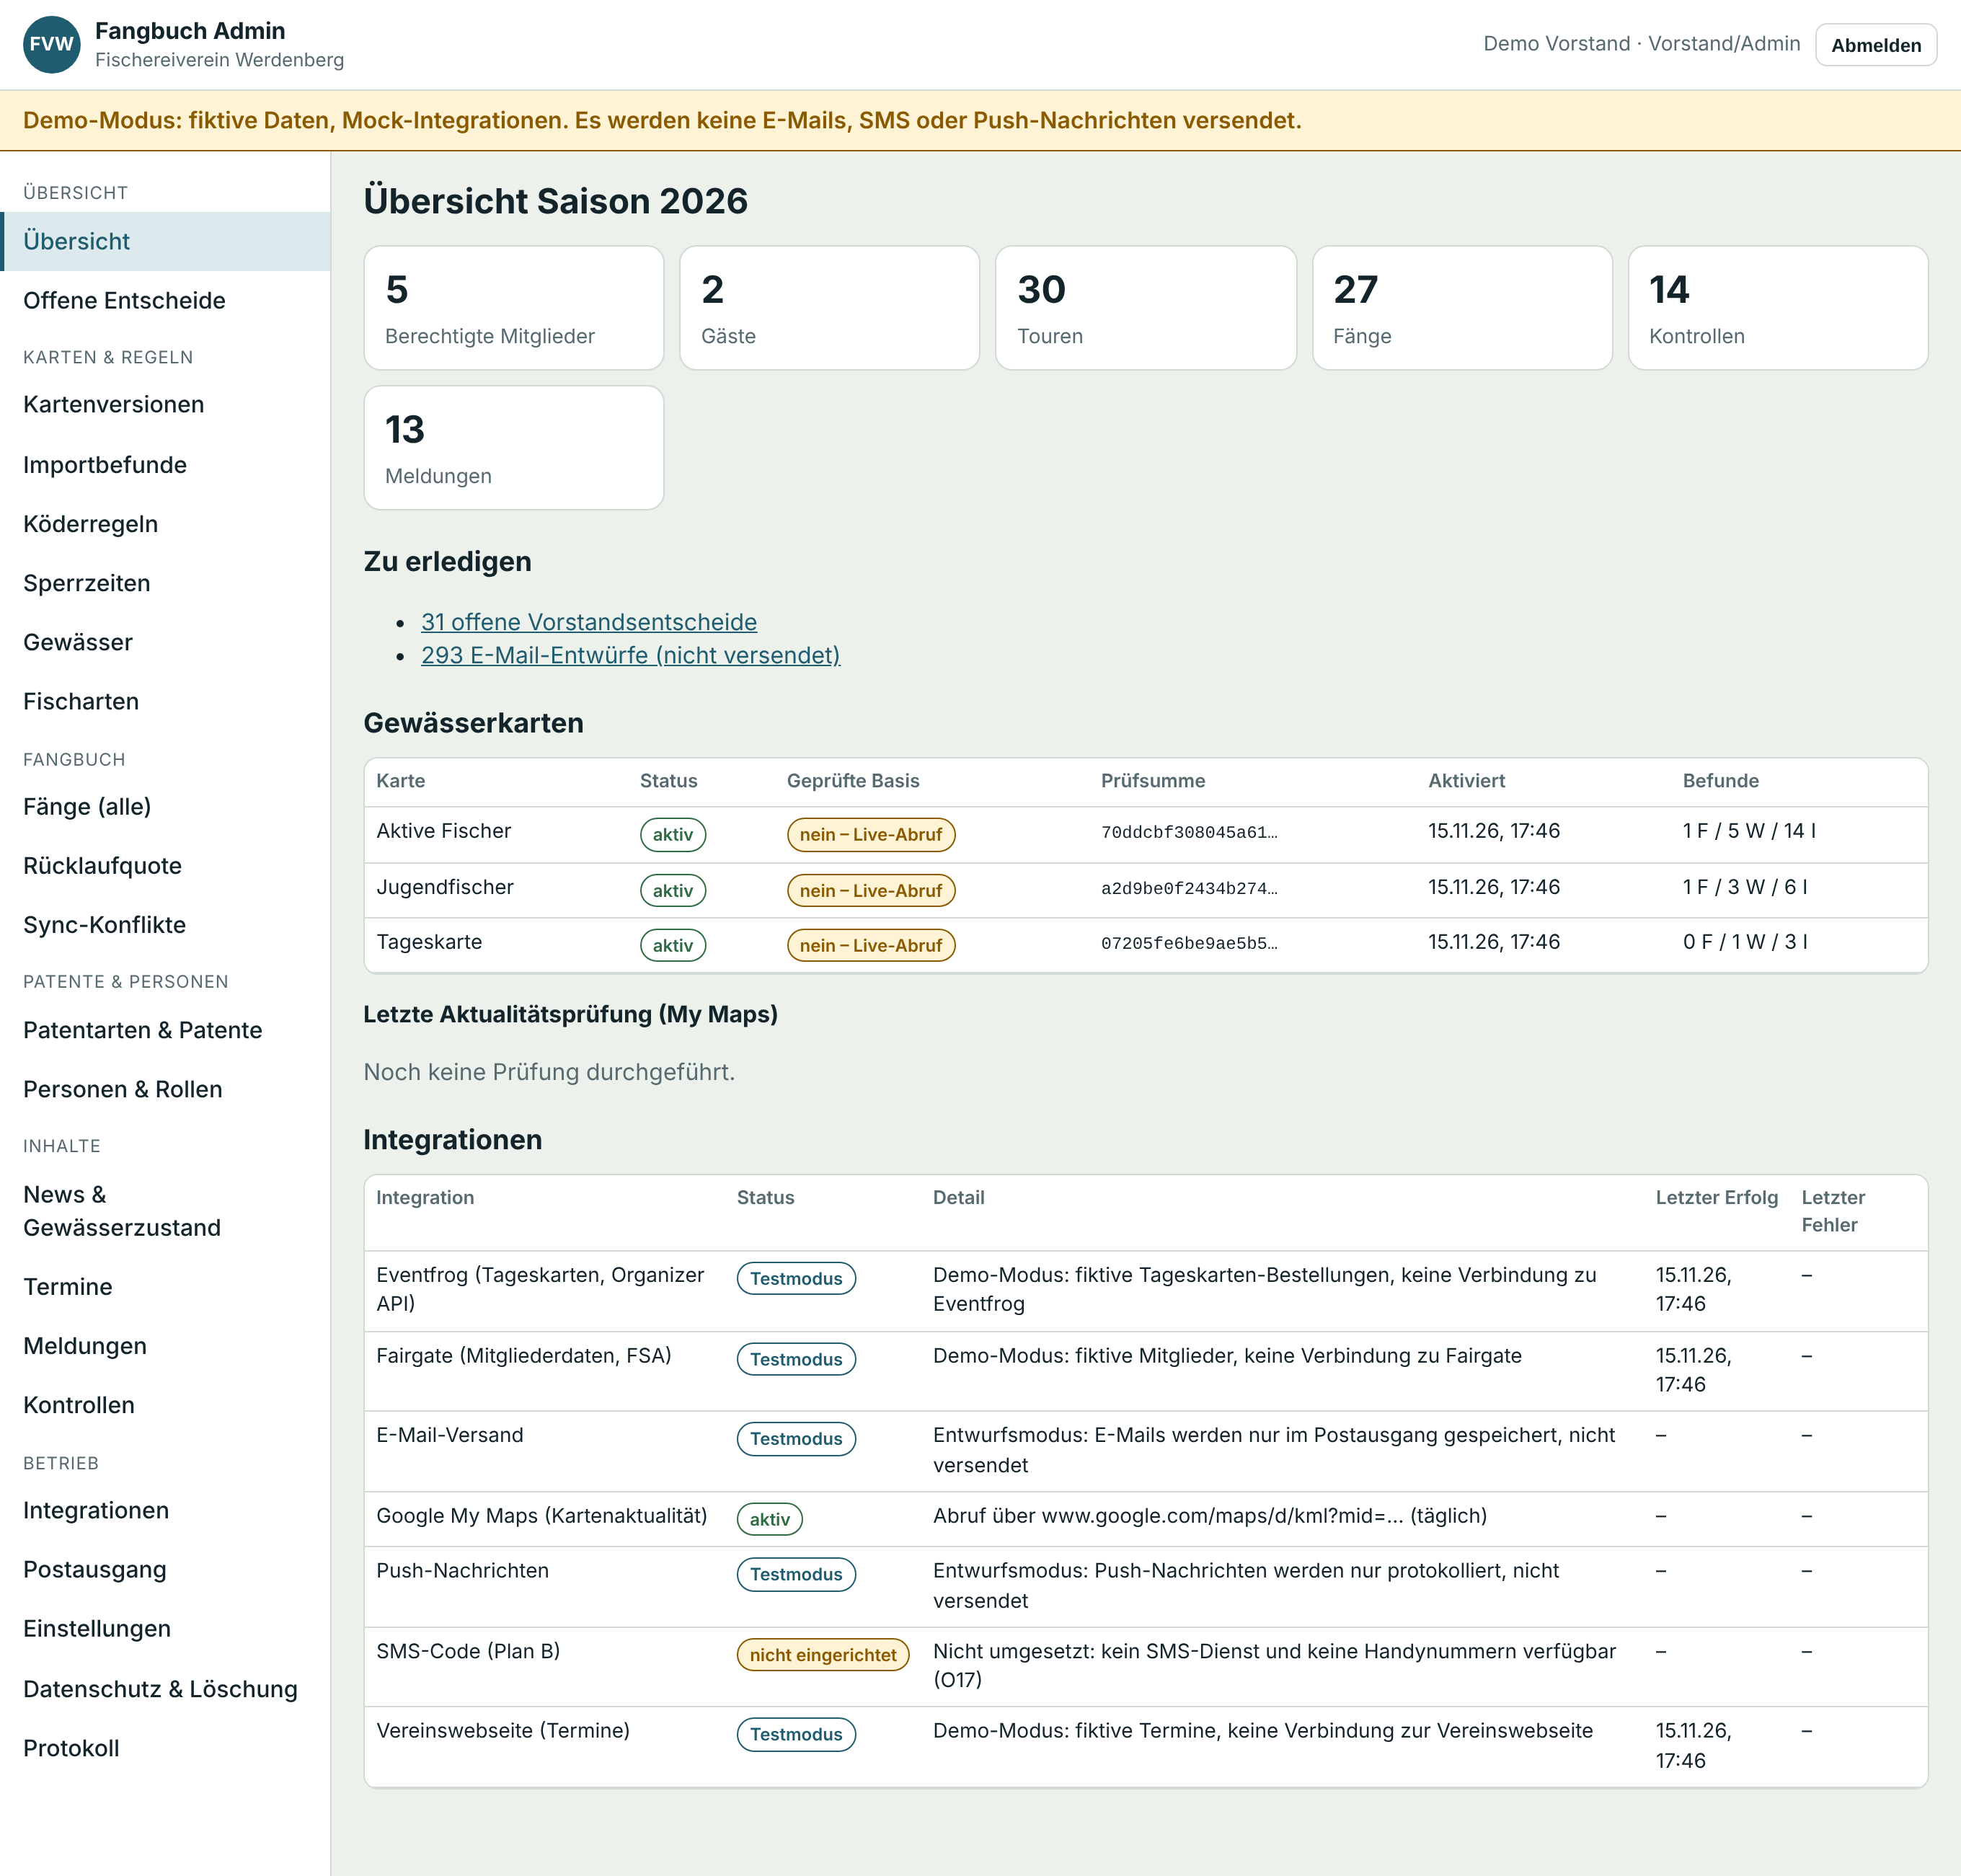 FVW
Fangbuch Admin
Fischereiverein Werdenberg
Demo Vorstand · Vorstand/Admin
Abmelden
Demo-Modus: fiktive Daten, Mock-Integrationen. Es werden keine E-Mails, SMS oder Push-Nachrichten versendet.
ÜBERSICHT
Übersicht
Offene Entscheide
KARTEN & REGELN
Kartenversionen
Importbefunde
Köderregeln
Sperrzeiten
Gewässer
Fischarten
FANGBUCH
Fänge (alle)
Rücklaufquote
Sync-Konflikte
PATENTE & PERSONEN
Patentarten & Patente
Personen & Rollen
INHALTE
News &
Gewässerzustand
Termine
Meldungen
Kontrollen
BETRIEB
Integrationen
Postausgang
Einstellungen
Datenschutz & Löschung
Protokoll
Übersicht Saison 2026
5
Berechtigte Mitglieder
2
Gäste
30
Touren
27
Fänge
14
Kontrollen
13
Meldungen
Zu erledigen
• 31 offene Vorstandsentscheide
• 293 E-Mail-Entwürfe (nicht versendet)
Gewässerkarten
Karte Status Geprüfte Basis Prüfsumme Aktiviert Befunde
Aktive Fischer aktiv nein – Live-Abruf 70ddcbf308045a61… 15.11.26, 17:46 1 F / 5 W / 14 I
Jugendfischer aktiv nein – Live-Abruf a2d9be0f2434b274… 15.11.26, 17:46 1 F / 3 W / 6 I
Tageskarte aktiv nein – Live-Abruf 07205fe6be9ae5b5… 15.11.26, 17:46 0 F / 1 W / 3 I
Letzte Aktualitätsprüfung (My Maps)
Noch keine Prüfung durchgeführt.
Integrationen
Integration Status Detail Letzter Erfolg Letzter
Fehler
Eventfrog (Tageskarten, Organizer Testmodus Demo-Modus: fiktive Tageskarten-Bestellungen, keine Verbindung zu 15.11.26, –
API) Eventfrog 17:46
Fairgate (Mitgliederdaten, FSA) Testmodus Demo-Modus: fiktive Mitglieder, keine Verbindung zu Fairgate 15.11.26, –
17:46
E-Mail-Versand Testmodus Entwurfsmodus: E-Mails werden nur im Postausgang gespeichert, nicht – –
versendet
Google My Maps (Kartenaktualität) aktiv Abruf über www.google.com/maps/d/kml?mid=… (täglich) – –
Push-Nachrichten Testmodus Entwurfsmodus: Push-Nachrichten werden nur protokolliert, nicht – –
versendet
SMS-Code (Plan B) nicht eingerichtet Nicht umgesetzt: kein SMS-Dienst und keine Handynummern verfügbar – –
(O17)
Vereinswebseite (Termine) Testmodus Demo-Modus: fiktive Termine, keine Verbindung zur Vereinswebseite 15.11.26, –
17:46